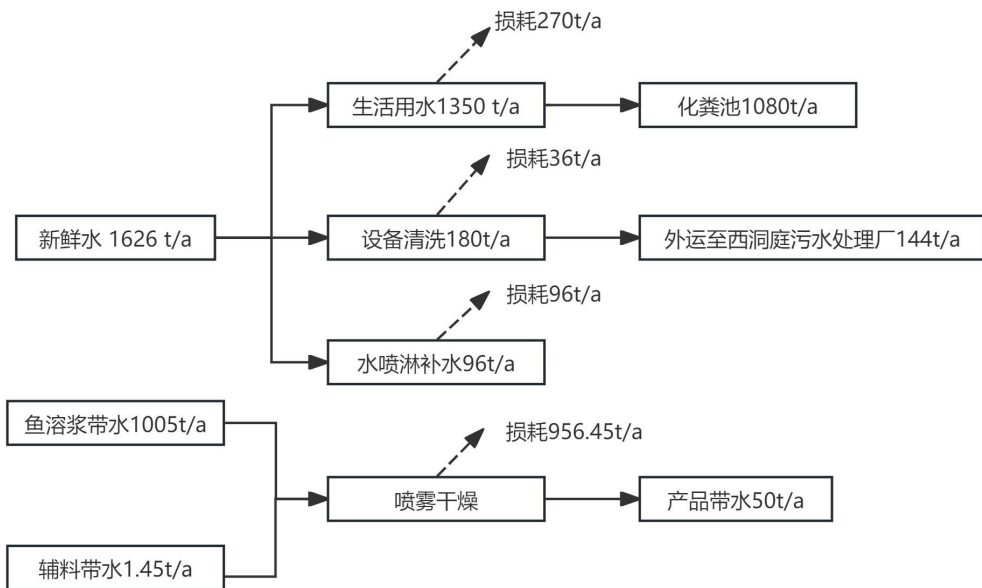 损耗270t/a
生活用水1350 t/a
化粪池1080t/a
损耗36t/a
新鲜水 1626 t/a
设备清洗180t/a
外运至西洞庭污水处理厂144t/a
损耗96t/a
水喷淋补水96t/a
鱼溶浆带水1005t/a
损耗956.45t/a
喷雾干燥
产品带水50t/a
辅料带水1.45t/a